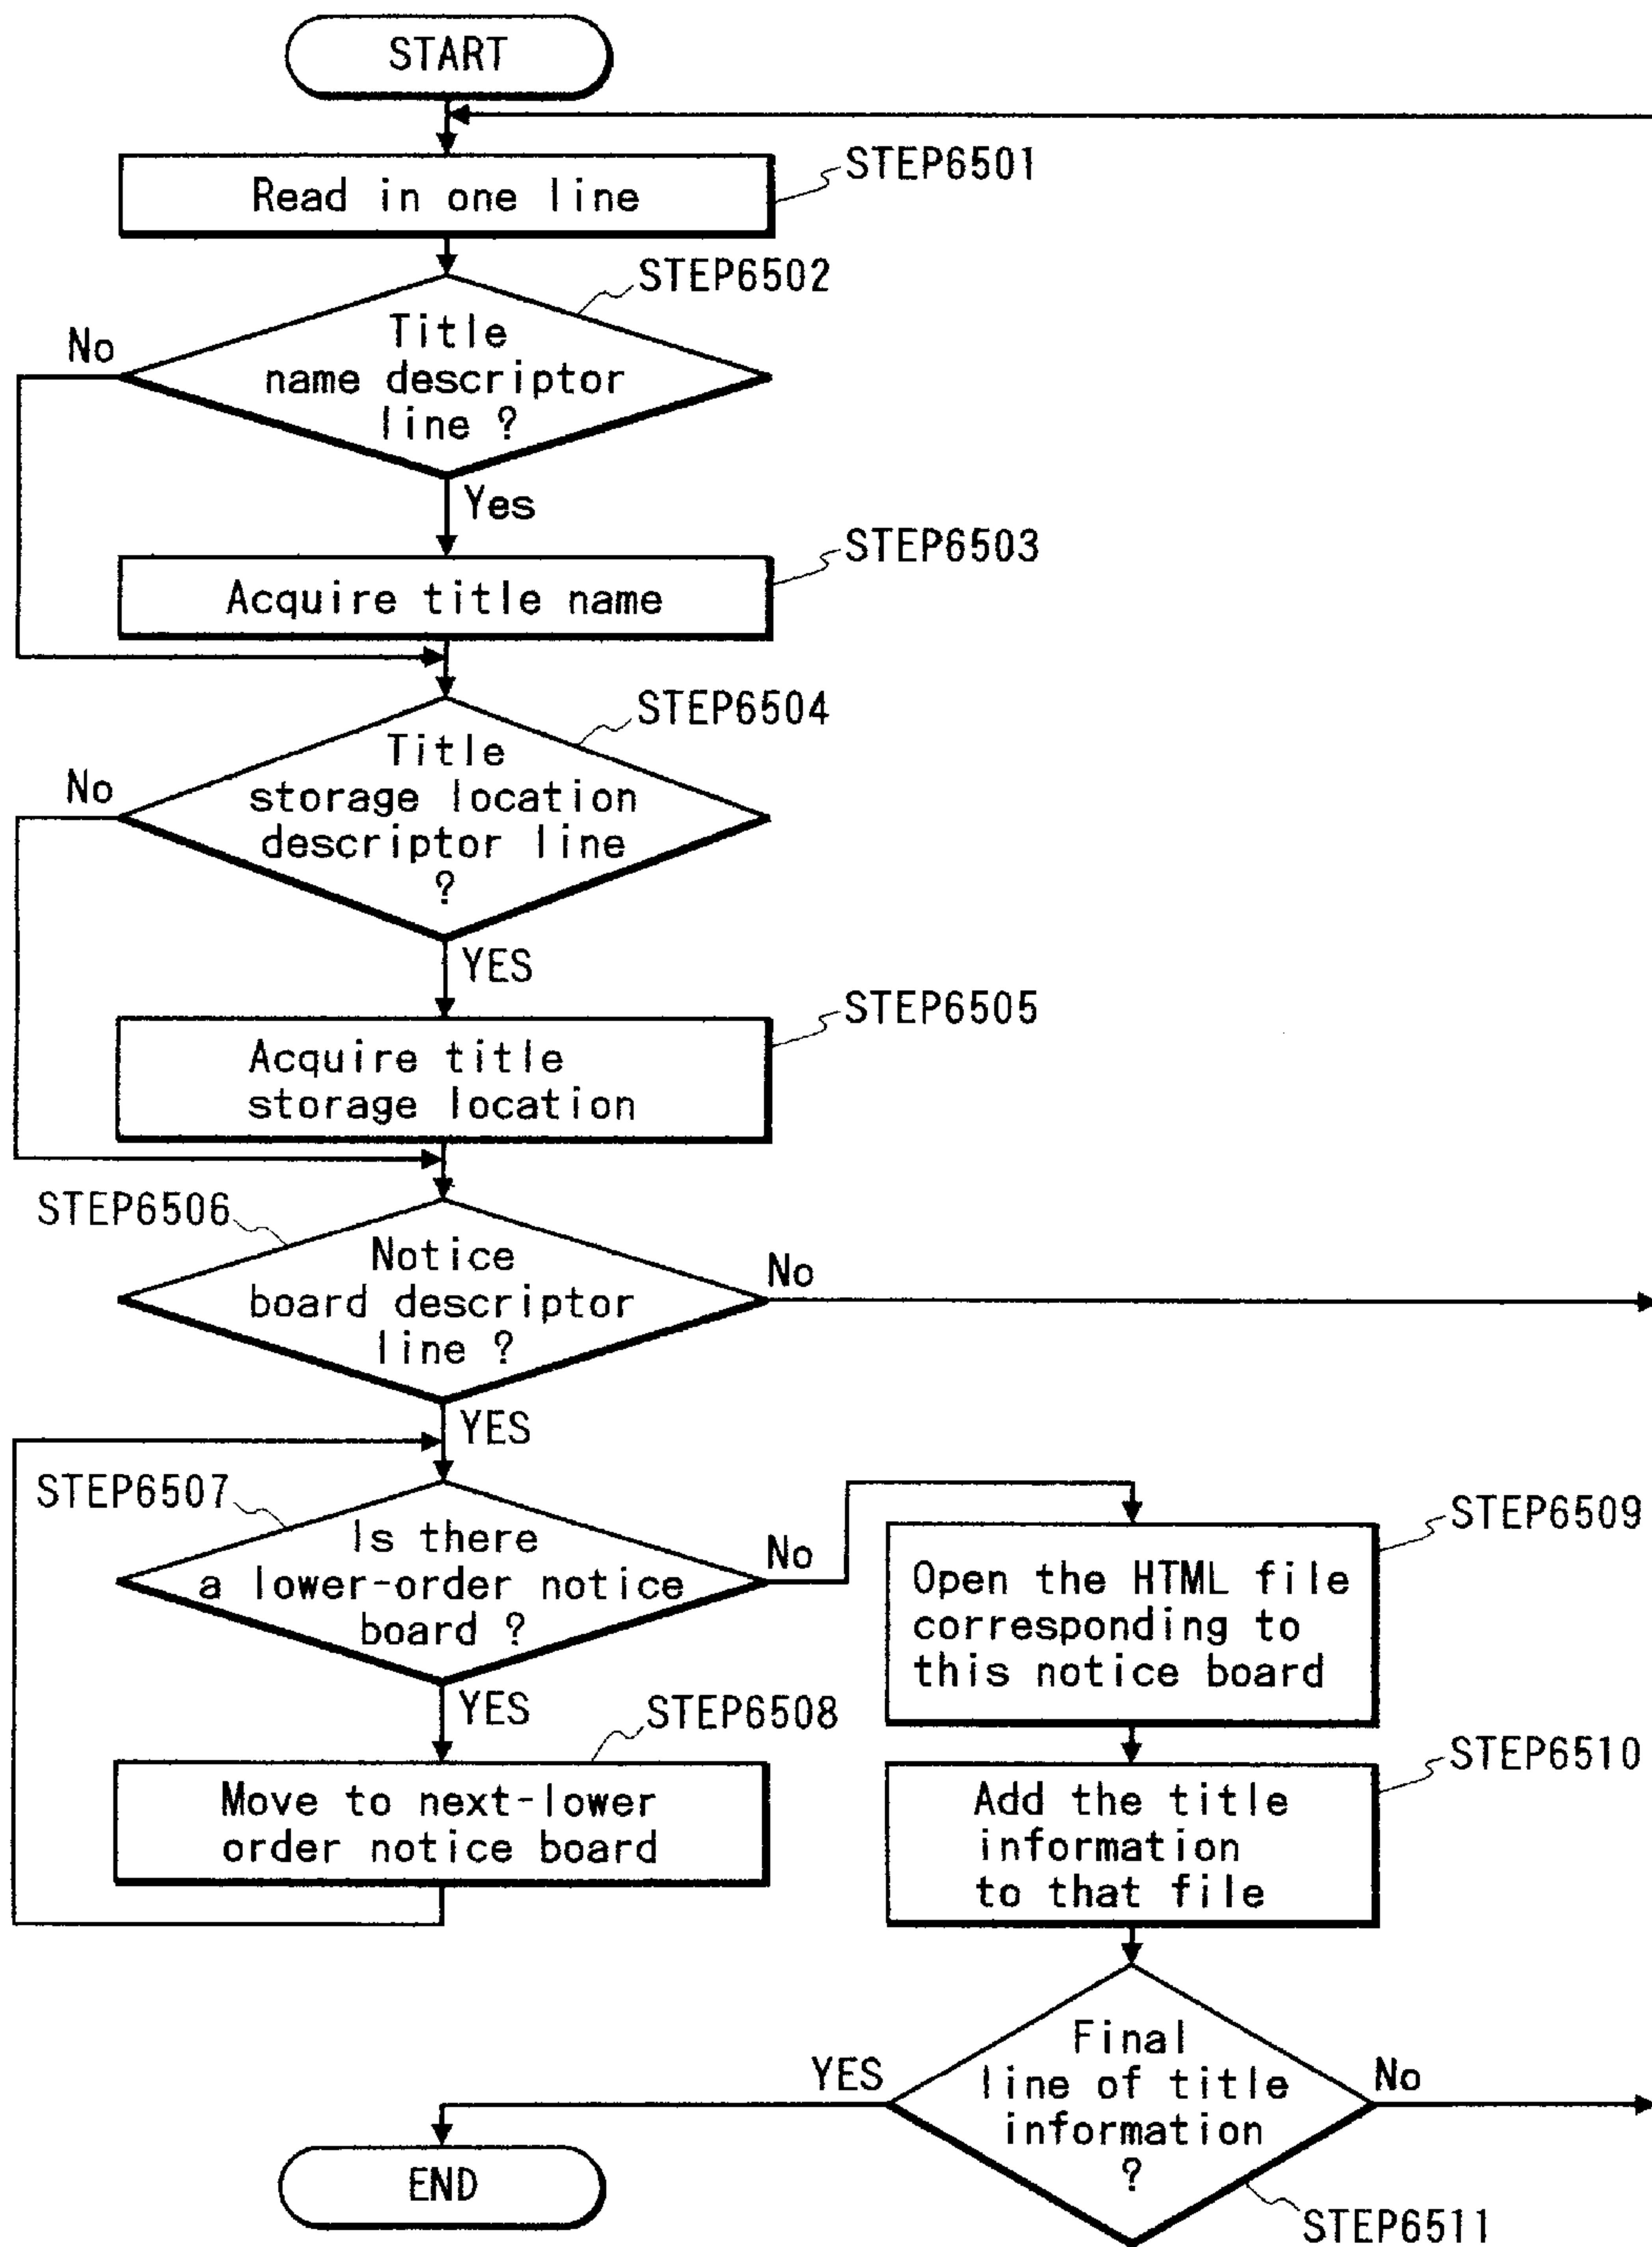 START
STEP6501
Read in one line
STEP6502
Title
name descriptor
line ?
No
Yes
STEP6503
Acquire title name
STEP6504
Title
storage location
descriptor line
?
No
YES
STEP6505
Acquire title
storage location
STEP6506
Notice
board descriptor
line ?
No
YES
STEP6507
Is there
a lower-order notice
board ?
No
YES
STEP6508
Move to next-lower
order notice board
STEP6509
Open the HTML file
corresponding to
this notice board
STEP6510
Add the title
information
to that file
Final
line of title
information
?
YES
No
STEP6511
END